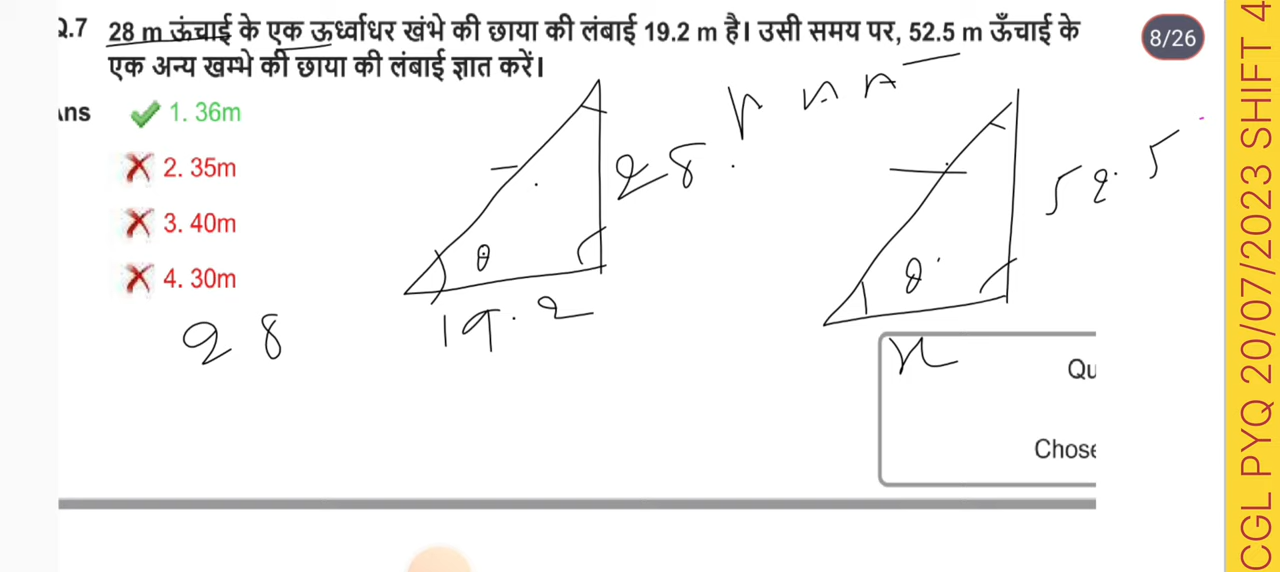 Q.7 28 m ऊंचाई के एक ऊर्ध्वाधर खंभे की छाया की लंबाई 19.2 m है। उसी समय पर, 52.5 m ऊँचाई के
एक अन्य खम्भे की छाया की लंबाई ज्ञात करें।
8/26
Ans 1. 36m
2. 35m
3. 40m
4. 30m
28
θ
28
19.2
θ
52.5
x
Qu
Chose
CGL PYQ 20/07/2023 SHIFT 4